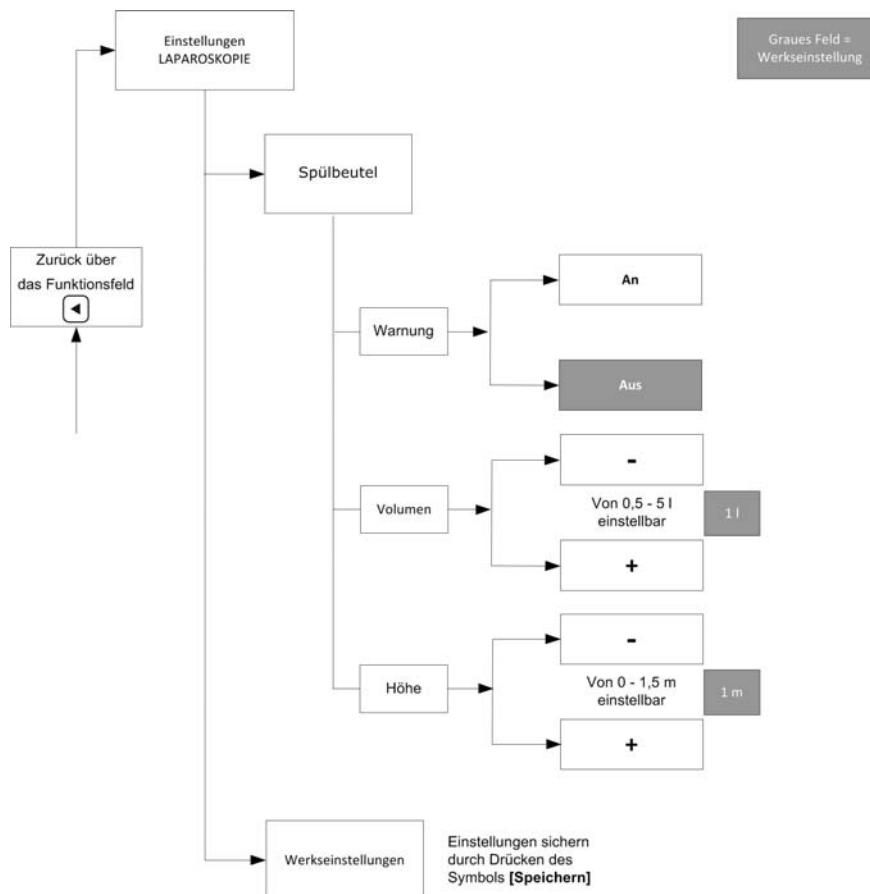 Einstellungen
LAPAROSKOPIE
Graues Feld =
Werkseinstellung
Spülbeutel
Zurück über
das Funktionsfeld
An
Warnung
Aus
-
Volumen
Von 0,5 - 5 l
einstellbar
1 l
+
-
Höhe
Von 0 - 1,5 m
einstellbar
1 m
+
Werkseinstellungen
Einstellungen sichern
durch Drücken des
Symbols [Speichern]